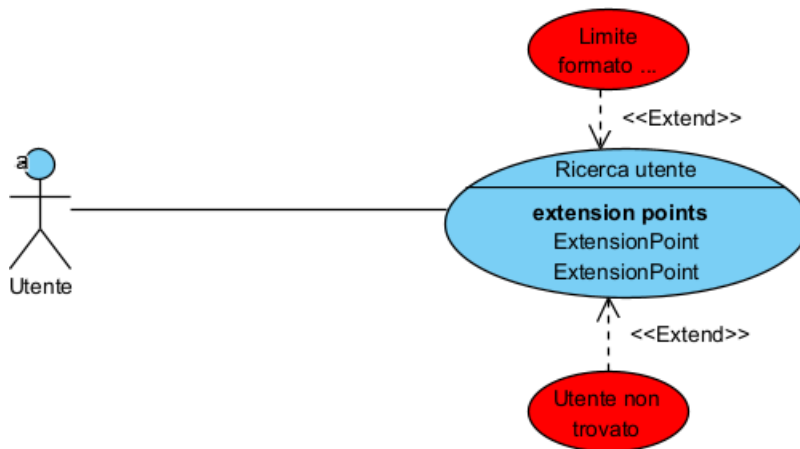 Limite
formato ...
<<Extend>>
a
Ricerca utente
extension points
ExtensionPoint
ExtensionPoint
Utente
<<Extend>>
Utente non
trovato